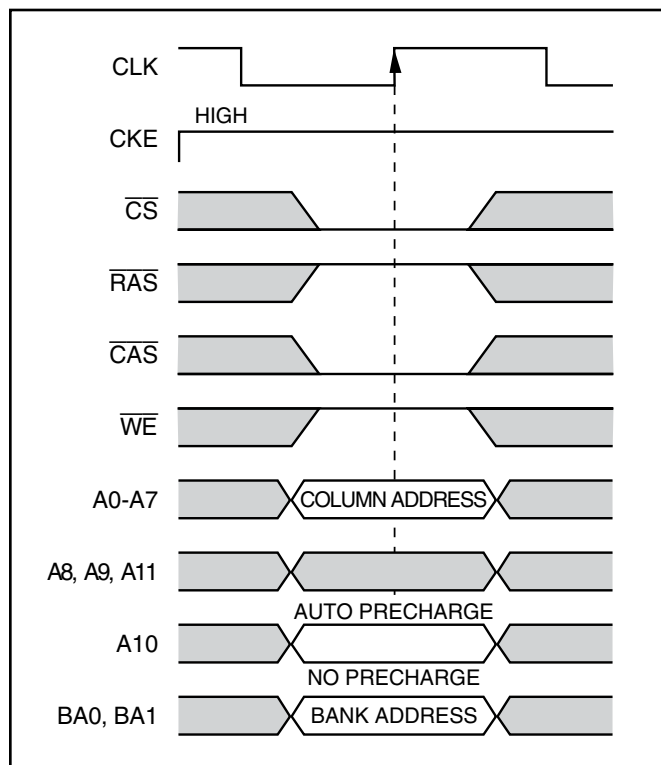 CLK
CKE HIGH
CS
RAS
CAS
WE
A0-A7 COLUMN ADDRESS
A8, A9, A11
AUTO PRECHARGE
A10
NO PRECHARGE
BA0, BA1 BANK ADDRESS